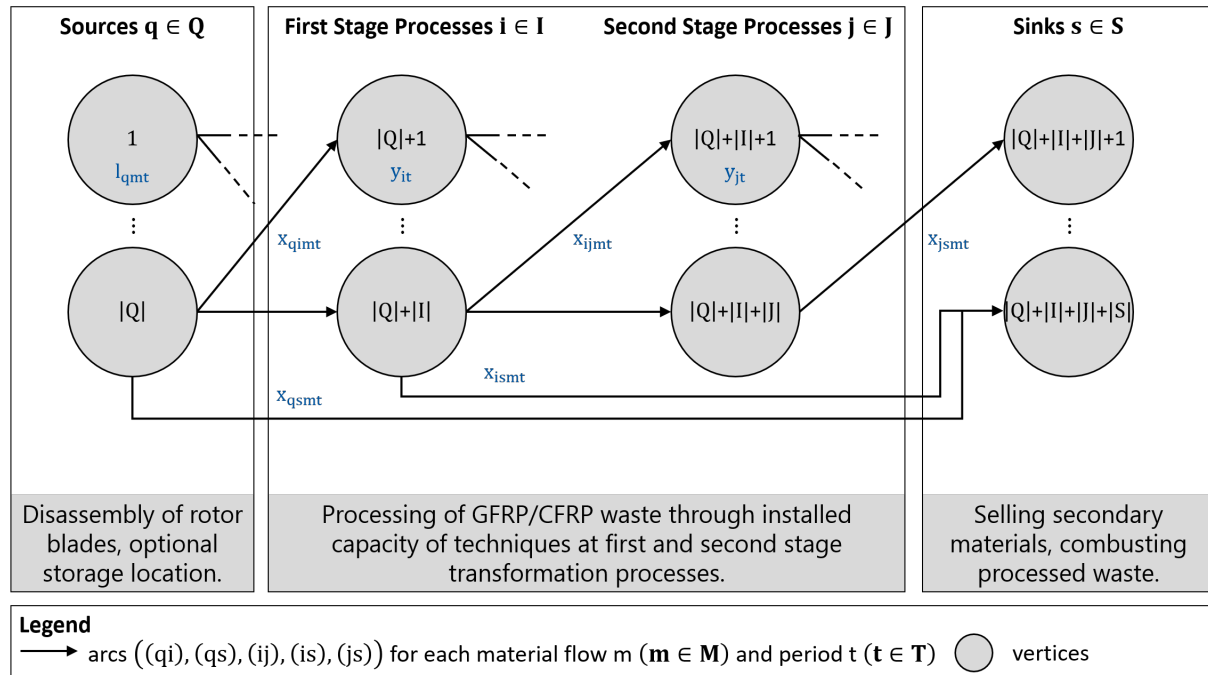 Sources q ∈ Q
First Stage Processes i ∈ I
Second Stage Processes j ∈ J
Sinks s ∈ S
1
l_qmt
⋮
|Q|
|Q|+1
y_it
⋮
|Q|+|I|
|Q|+|I|+1
y_jt
⋮
|Q|+|I|+|J|
|Q|+|I|+|J|+1
⋮
|Q|+|I|+|J|+|S|
x_qimt
x_ijmt
x_jsmt
x_ismt
x_qsmt
Disassembly of rotor
blades, optional
storage location.
Processing of GFRP/CFRP waste through installed
capacity of techniques at first and second stage
transformation processes.
Selling secondary
materials, combusting
processed waste.
Legend
arcs ((qi), (qs), (ij), (is), (js)) for each material flow m (m ∈ M) and period t (t ∈ T)
vertices